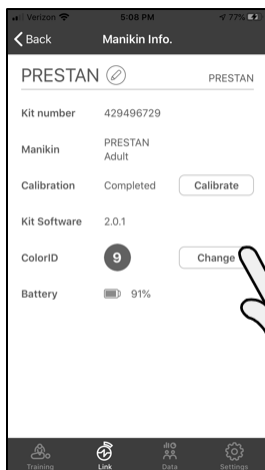 Verizon 5:08 PM 77%
Back Manikin Info.
PRESTAN PRESTAN
Kit number 429496729
Manikin PRESTAN
Adult
Calibration Completed Calibrate
Kit Software 2.0.1
ColorID 9 Change
Battery 91%
Training Link Data Settings